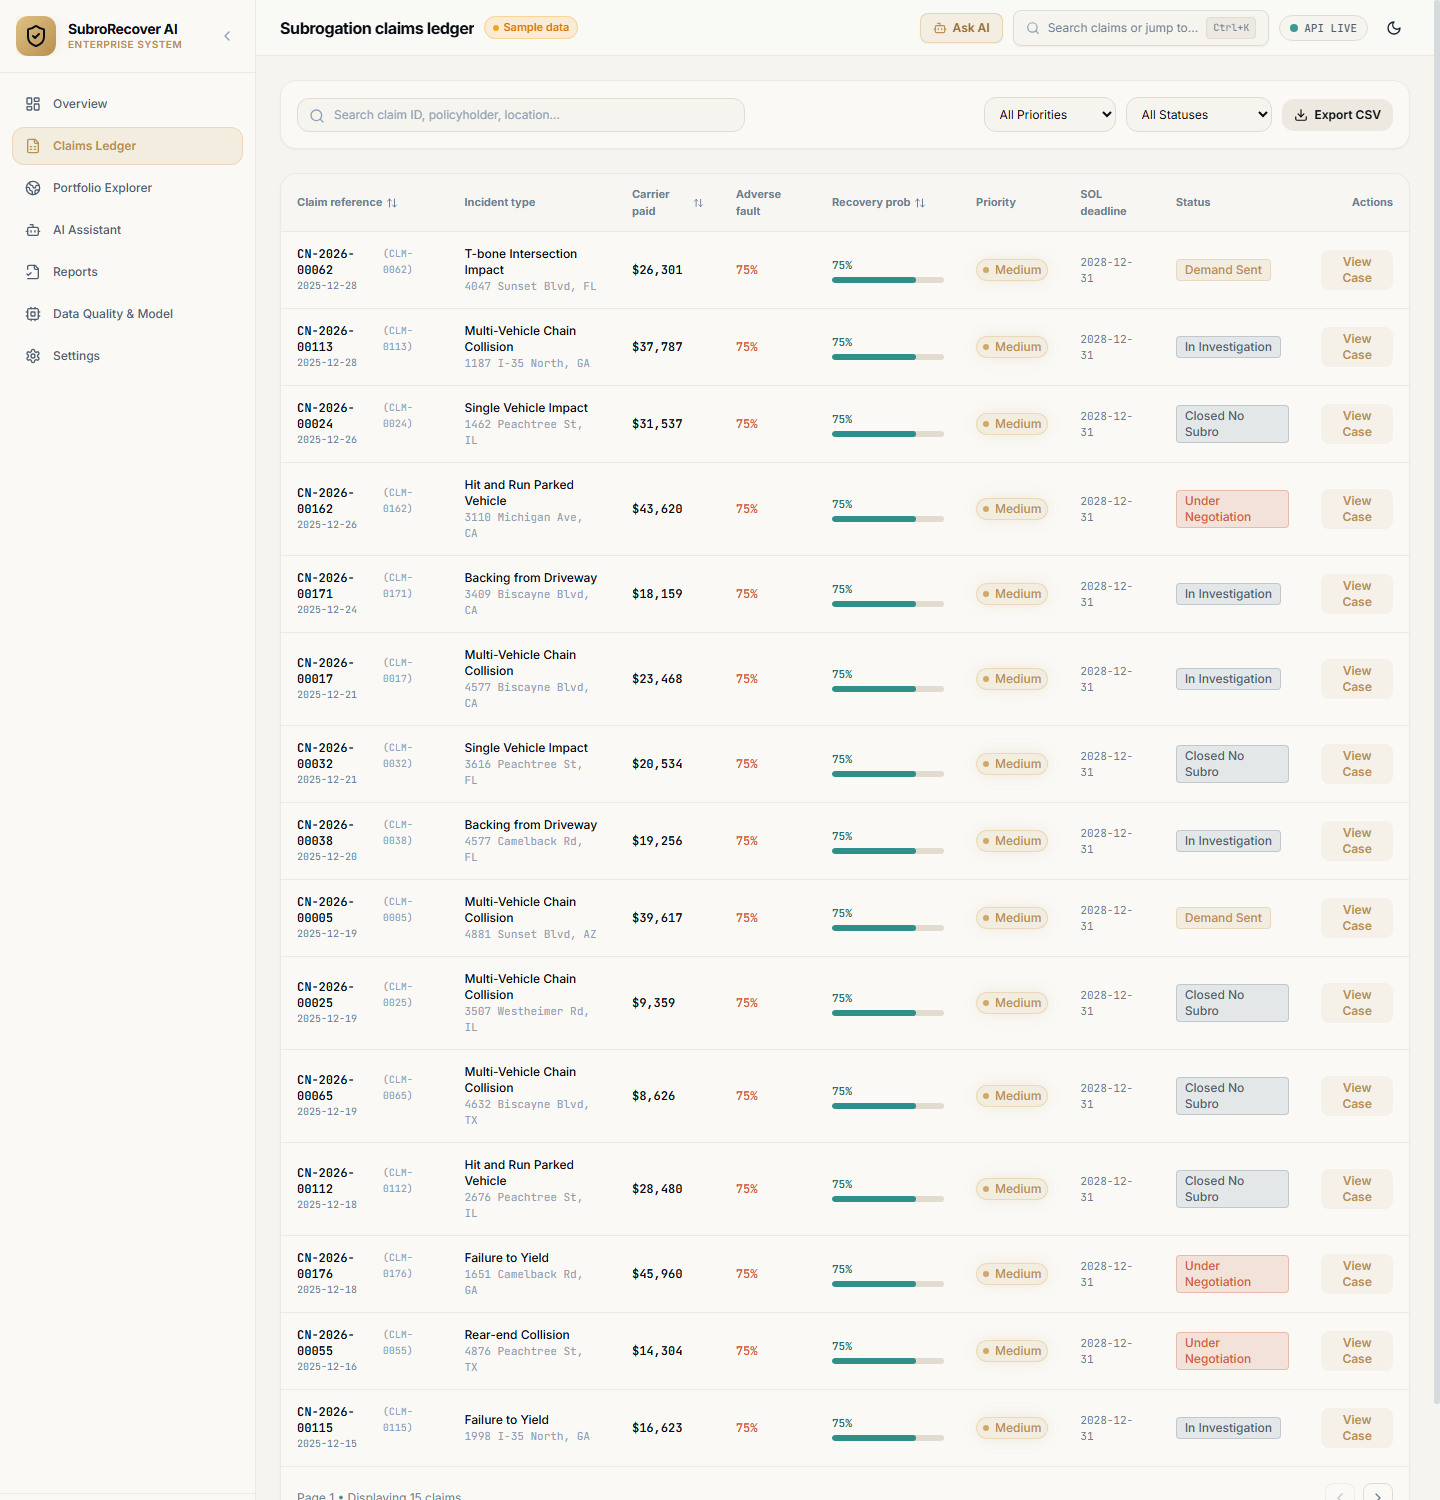 SubroRecover AI
ENTERPRISE SYSTEM
Overview
Claims Ledger
Portfolio Explorer
AI Assistant
Reports
Data Quality & Model
Settings
Subrogation claims ledger
Sample data
Ask AI
Search claims or jump to...
Ctrl+K
API LIVE
Search claim ID, policyholder, location...
All Priorities
All Statuses
Export CSV
Claim reference
Incident type
Carrier paid
Adverse fault
Recovery prob
Priority
SOL deadline
Status
Actions
CN-2026-00062
(CLM-0062)
2025-12-28
T-bone Intersection Impact
4047 Sunset Blvd, FL
$26,301
75%
75%
Medium
2028-12-31
Demand Sent
View Case
CN-2026-00113
(CLM-0113)
2025-12-28
Multi-Vehicle Chain Collision
1187 I-35 North, GA
$37,787
75%
75%
Medium
2028-12-31
In Investigation
View Case
CN-2026-00024
(CLM-0024)
2025-12-26
Single Vehicle Impact
1462 Peachtree St, IL
$31,537
75%
75%
Medium
2028-12-31
Closed No Subro
View Case
CN-2026-00162
(CLM-0162)
2025-12-26
Hit and Run Parked Vehicle
3110 Michigan Ave, CA
$43,620
75%
75%
Medium
2028-12-31
Under Negotiation
View Case
CN-2026-00171
(CLM-0171)
2025-12-24
Backing from Driveway
3409 Biscayne Blvd, CA
$18,159
75%
75%
Medium
2028-12-31
In Investigation
View Case
CN-2026-00017
(CLM-0017)
2025-12-21
Multi-Vehicle Chain Collision
4577 Biscayne Blvd, CA
$23,468
75%
75%
Medium
2028-12-31
In Investigation
View Case
CN-2026-00032
(CLM-0032)
2025-12-21
Single Vehicle Impact
3616 Peachtree St, FL
$20,534
75%
75%
Medium
2028-12-31
Closed No Subro
View Case
CN-2026-00038
(CLM-0038)
2025-12-20
Backing from Driveway
4577 Camelback Rd, FL
$19,256
75%
75%
Medium
2028-12-31
In Investigation
View Case
CN-2026-00005
(CLM-0005)
2025-12-19
Multi-Vehicle Chain Collision
4881 Sunset Blvd, AZ
$39,617
75%
75%
Medium
2028-12-31
Demand Sent
View Case
CN-2026-00025
(CLM-0025)
2025-12-19
Multi-Vehicle Chain Collision
3507 Westheimer Rd, IL
$9,359
75%
75%
Medium
2028-12-31
Closed No Subro
View Case
CN-2026-00065
(CLM-0065)
2025-12-19
Multi-Vehicle Chain Collision
4632 Biscayne Blvd, TX
$8,626
75%
75%
Medium
2028-12-31
Closed No Subro
View Case
CN-2026-00112
(CLM-0112)
2025-12-18
Hit and Run Parked Vehicle
2676 Peachtree St, IL
$28,480
75%
75%
Medium
2028-12-31
Closed No Subro
View Case
CN-2026-00176
(CLM-0176)
2025-12-18
Failure to Yield
1651 Camelback Rd, GA
$45,960
75%
75%
Medium
2028-12-31
Under Negotiation
View Case
CN-2026-00055
(CLM-0055)
2025-12-16
Rear-end Collision
4876 Peachtree St, TX
$14,304
75%
75%
Medium
2028-12-31
Under Negotiation
View Case
CN-2026-00115
(CLM-0115)
2025-12-15
Failure to Yield
1998 I-35 North, GA
$16,623
75%
75%
Medium
2028-12-31
In Investigation
View Case
Page 1 • Displaying 15 claims